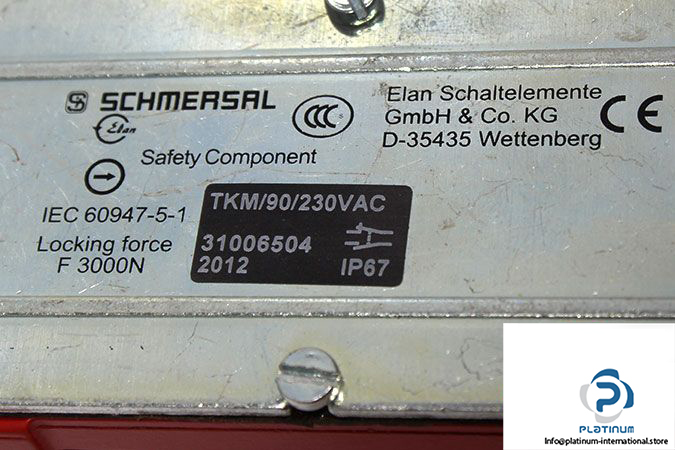 SCHMERSAL
Elan
Safety Component
IEC 60947-5-1
Locking force
F 3000N
CCC
Elan Schaltelemente
GmbH & Co. KG
D-35435 Wettenberg
CE
TKM/90/230VAC
31006504
2012 IP67
PLATINUM
Info@platinum-international.store